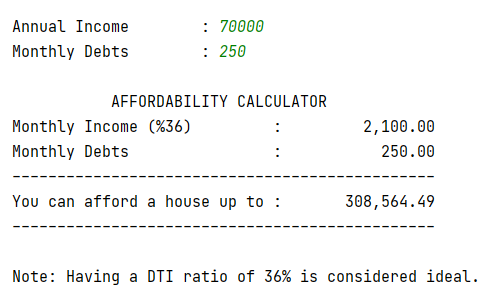 Annual Income : 70000
Monthly Debts : 250
AFFORDABILITY CALCULATOR
Monthly Income (%36) : 2,100.00
Monthly Debts : 250.00
-----------------------------------------------
You can afford a house up to : 308,564.49
-----------------------------------------------
Note: Having a DTI ratio of 36% is considered ideal.